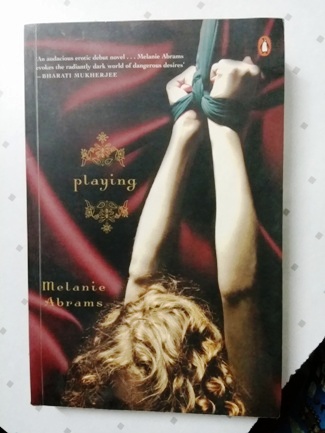 'An audacious erotic debut novel . . . Melanie Abrams
evokes the radiantly dark world of dangerous desires'
– BHARATI MUKHERJEE
playing
Melanie
Abrams